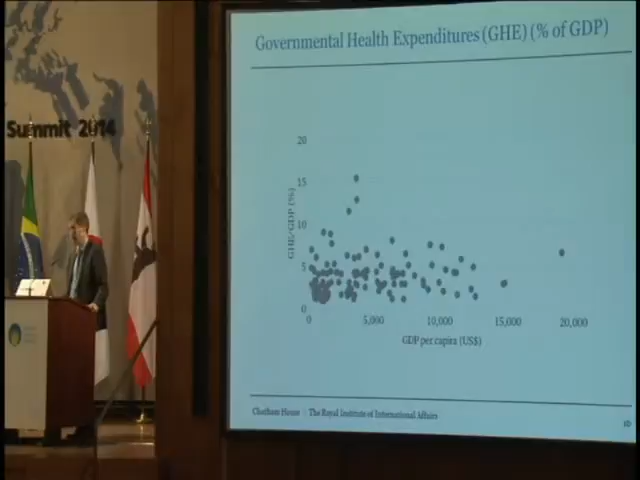 Summit 2014
Governmental Health Expenditures (GHE) (% of GDP)
20
15
10
5
0
GHE/GDP (%)
0
5,000
10,000
15,000
20,000
GDP per capita (US$)
Chatham House | The Royal Institute of International Affairs
10